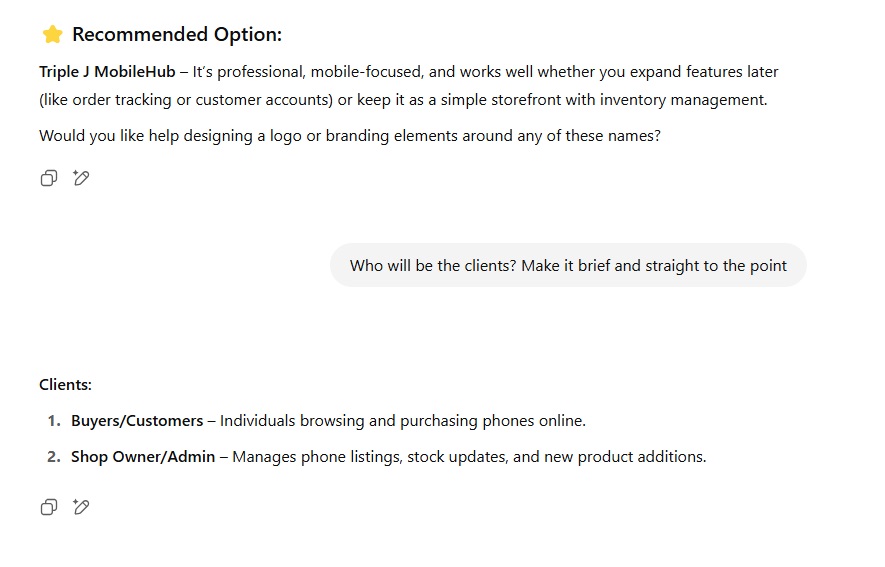 ⭐ Recommended Option:
Triple J MobileHub – It’s professional, mobile-focused, and works well whether you expand features later
(like order tracking or customer accounts) or keep it as a simple storefront with inventory management.
Would you like help designing a logo or branding elements around any of these names?
Who will be the clients? Make it brief and straight to the point
Clients:
1. Buyers/Customers – Individuals browsing and purchasing phones online.
2. Shop Owner/Admin – Manages phone listings, stock updates, and new product additions.